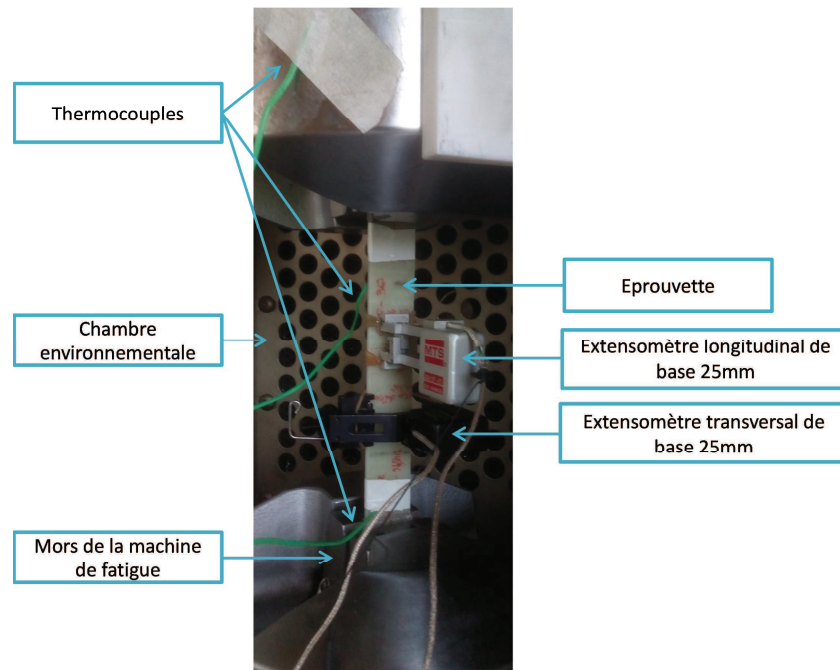 Thermocouples
Eprouvette
Chambre
environnementale
Extensomètre longitudinal de
base 25mm
Extensomètre transversal de
base 25mm
Mors de la machine
de fatigue
MTS